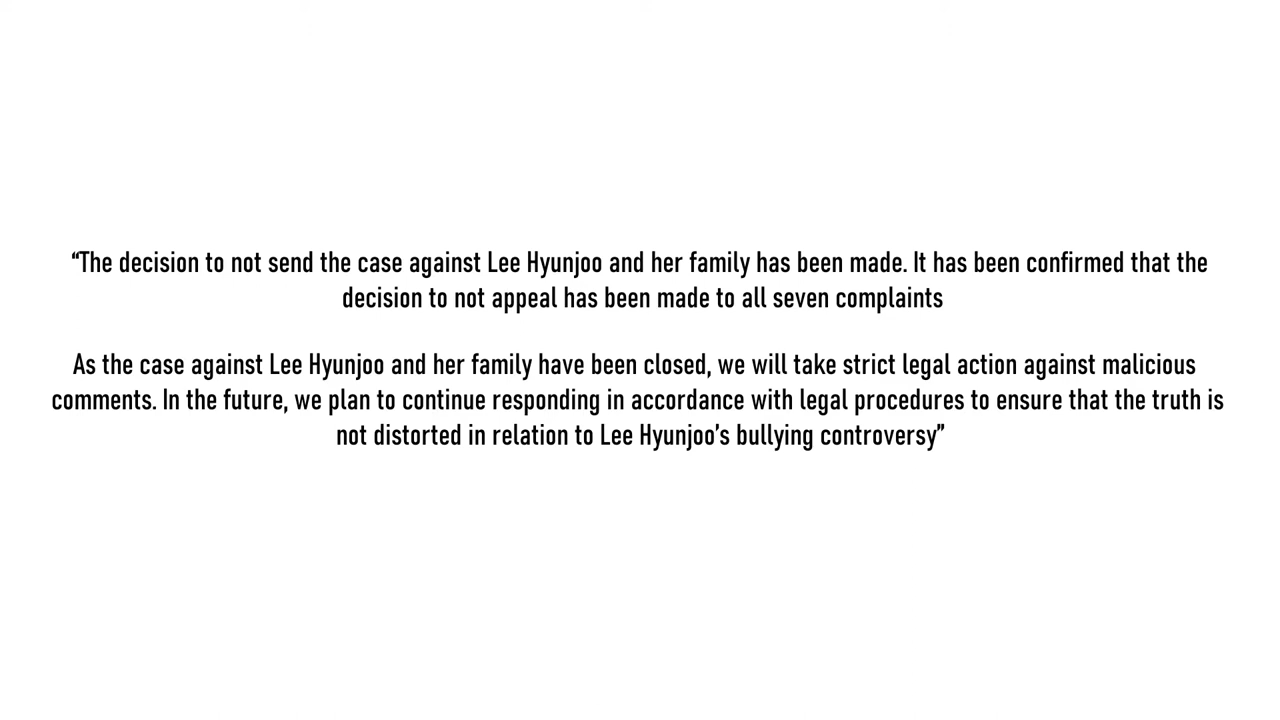 “The decision to not send the case against Lee Hyunjoo and her family has been made. It has been confirmed that the
decision to not appeal has been made to all seven complaints
As the case against Lee Hyunjoo and her family have been closed, we will take strict legal action against malicious
comments. In the future, we plan to continue responding in accordance with legal procedures to ensure that the truth is
not distorted in relation to Lee Hyunjoo’s bullying controversy”